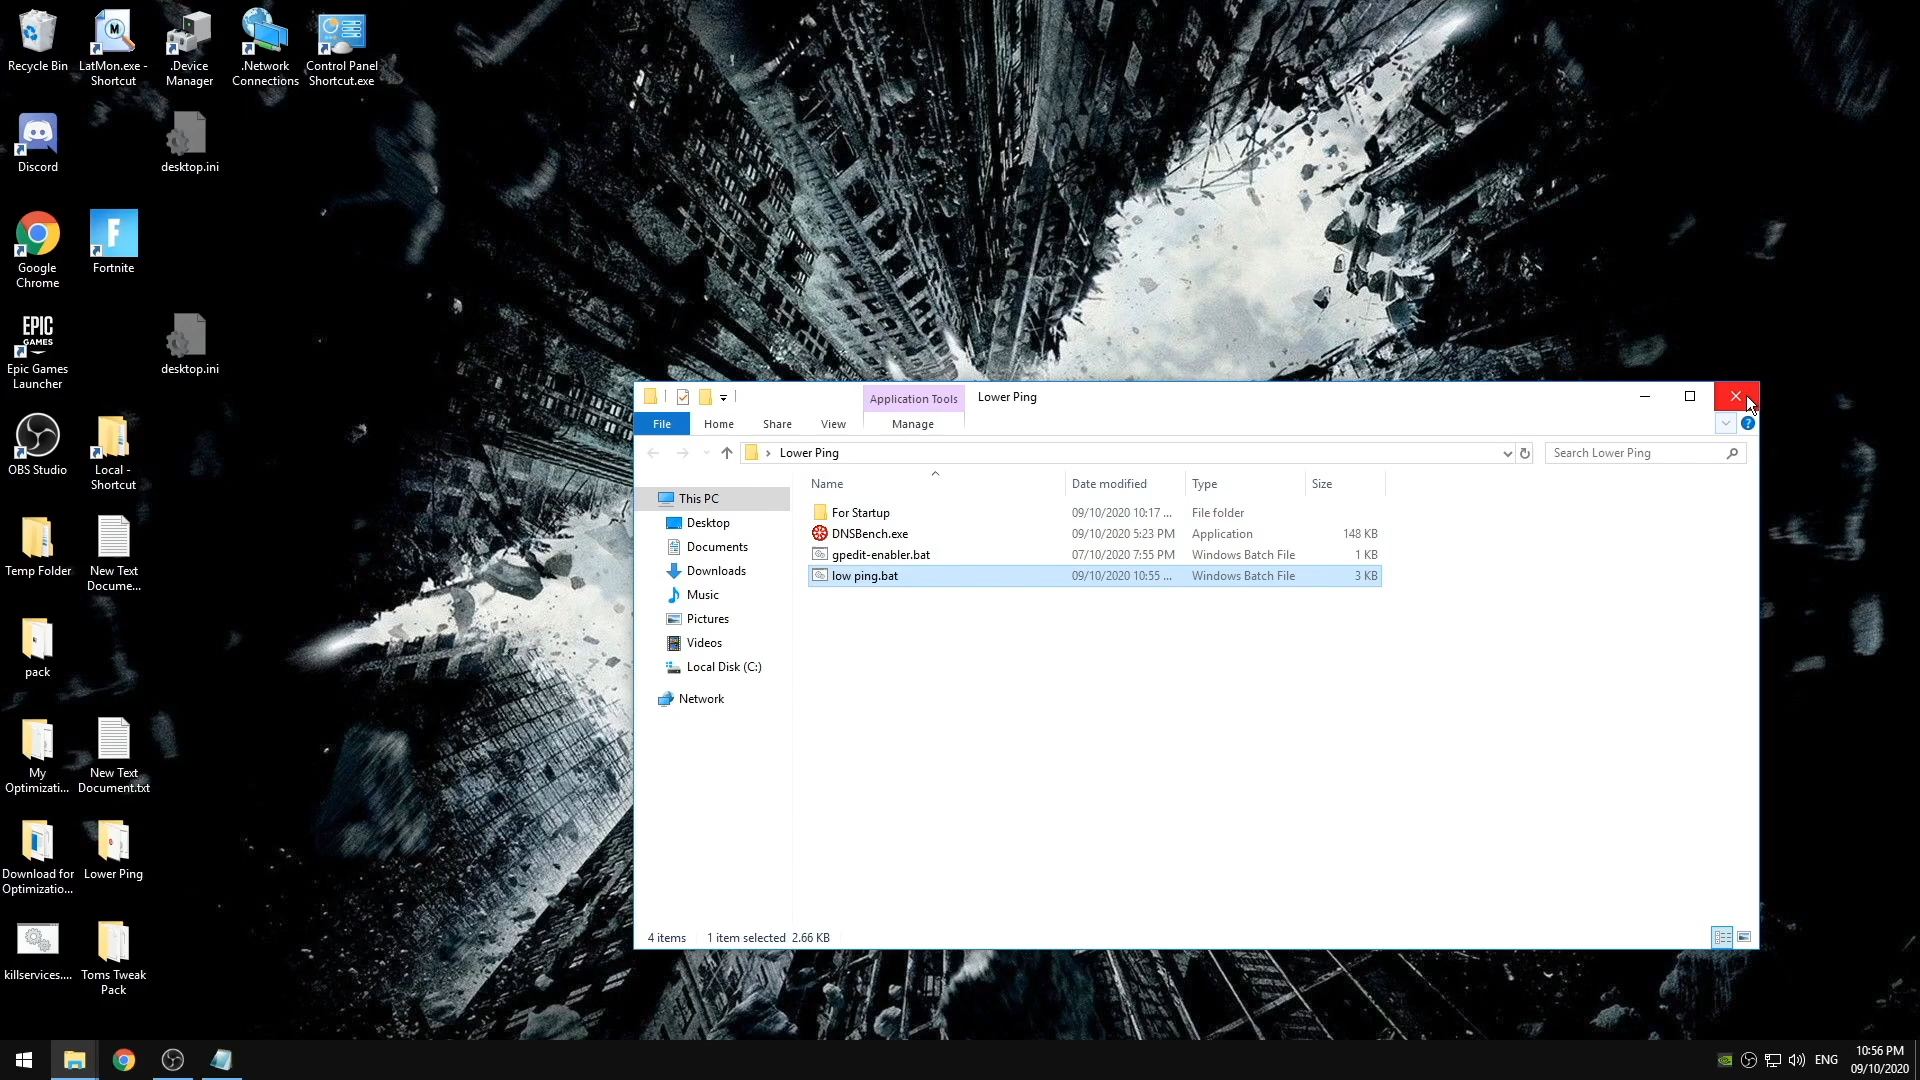 Recycle Bin
LatMon.exe -
Shortcut
.Device
Manager
.Network
Connections
Control Panel
Shortcut.exe
Discord
desktop.ini
Google
Chrome
F
Fortnite
EPIC
GAMES
Epic Games
Launcher
desktop.ini
OBS Studio
Local -
Shortcut
Temp Folder
New Text
Docume...
pack
My
Optimizati...
New Text
Document.txt
Download for
Optimizatio...
Lower Ping
killservices....
Toms Tweak
Pack
Application Tools
Lower Ping
File
Home
Share
View
Manage
Lower Ping
Search Lower Ping
Name
Date modified
Type
Size
This PC
Desktop
Documents
Downloads
Music
Pictures
Videos
Local Disk (C:)
Network
For Startup 09/10/2020 10:17 ... File folder
DNSBench.exe 09/10/2020 5:23 PM Application 148 KB
gpedit-enabler.bat 07/10/2020 7:55 PM Windows Batch File 1 KB
low ping.bat 09/10/2020 10:55 ... Windows Batch File 3 KB
4 items 1 item selected 2.66 KB
ENG
10:56 PM
09/10/2020